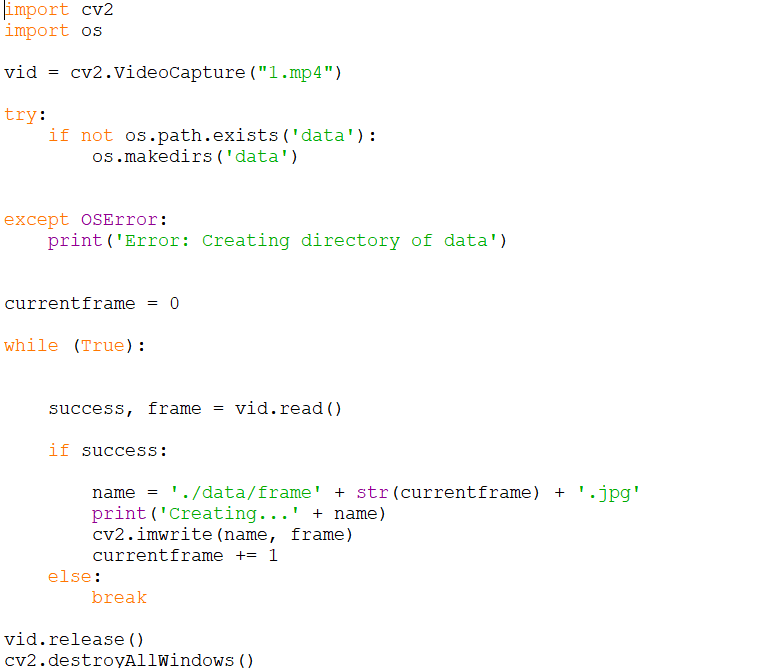 import cv2
import os
vid = cv2.VideoCapture("1.mp4")
try:
    if not os.path.exists('data'):
        os.makedirs('data')
except OSError:
    print('Error: Creating directory of data')
currentframe = 0
while (True):
    success, frame = vid.read()
    if success:
        name = './data/frame' + str(currentframe) + '.jpg'
        print('Creating...' + name)
        cv2.imwrite(name, frame)
        currentframe += 1
    else:
        break
vid.release()
cv2.destroyAllWindows()